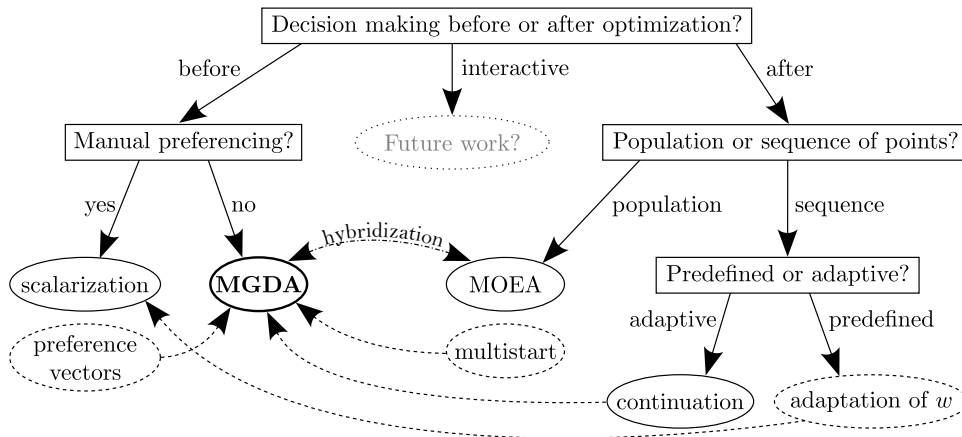 Decision making before or after optimization?
before
interactive
after
Manual preferencing?
Future work?
Population or sequence of points?
yes
no
population
sequence
hybridization
scalarization
MGDA
MOEA
Predefined or adaptive?
adaptive
predefined
preference
vectors
multistart
continuation
adaptation of w